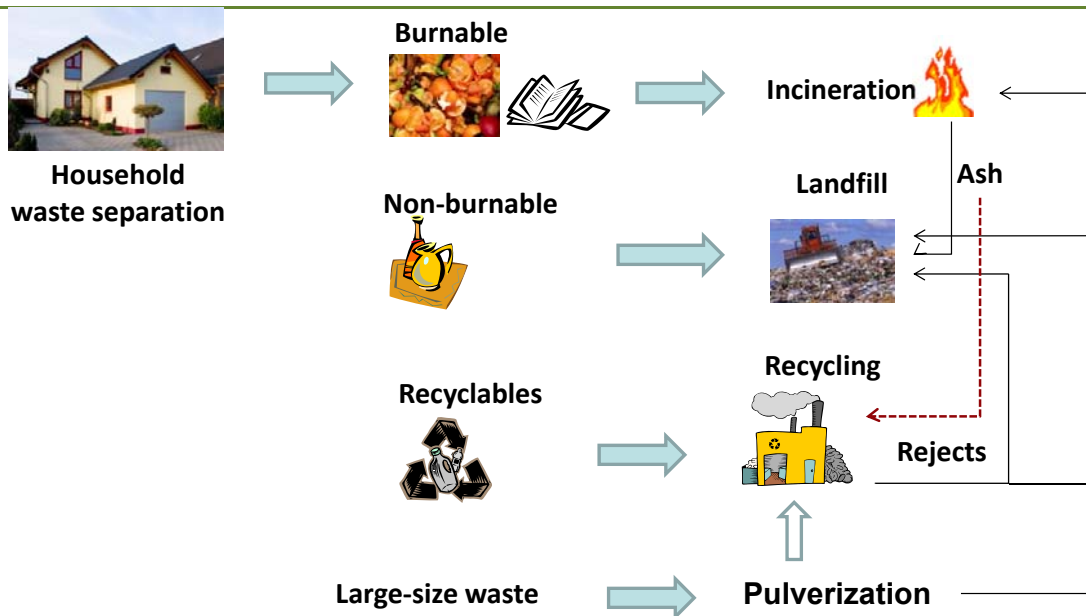 Burnable
Incineration
Household
waste separation
Non-burnable
Landfill
Ash
Recyclables
Recycling
Rejects
Large-size waste
Pulverization